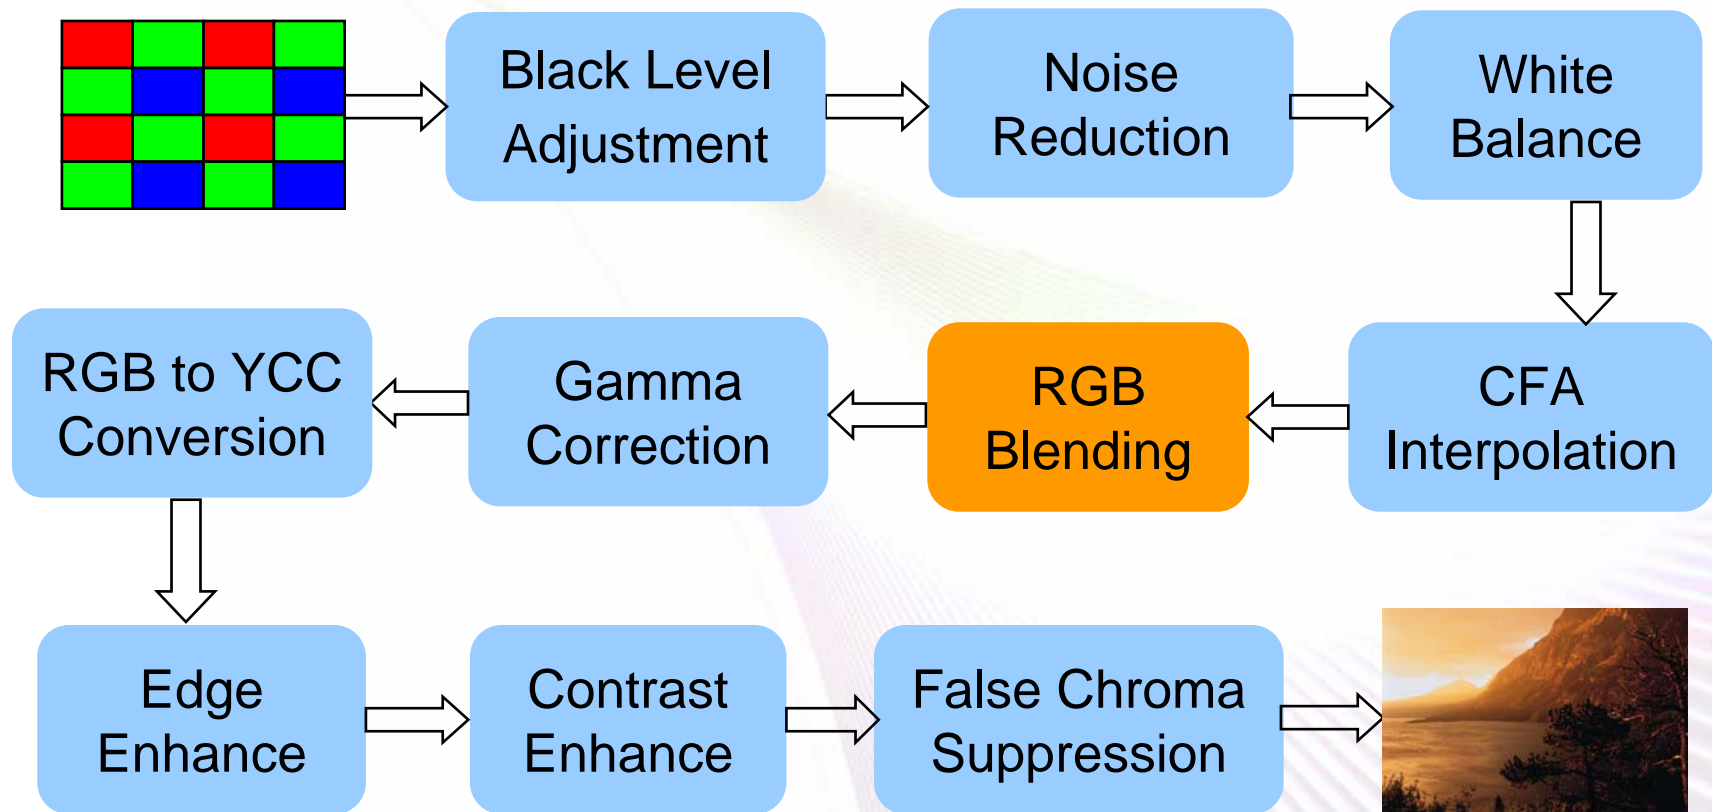 Black Level
Adjustment
Noise
Reduction
White
Balance
CFA
Interpolation
RGB
Blending
Gamma
Correction
RGB to YCC
Conversion
Edge
Enhance
Contrast
Enhance
False Chroma
Suppression